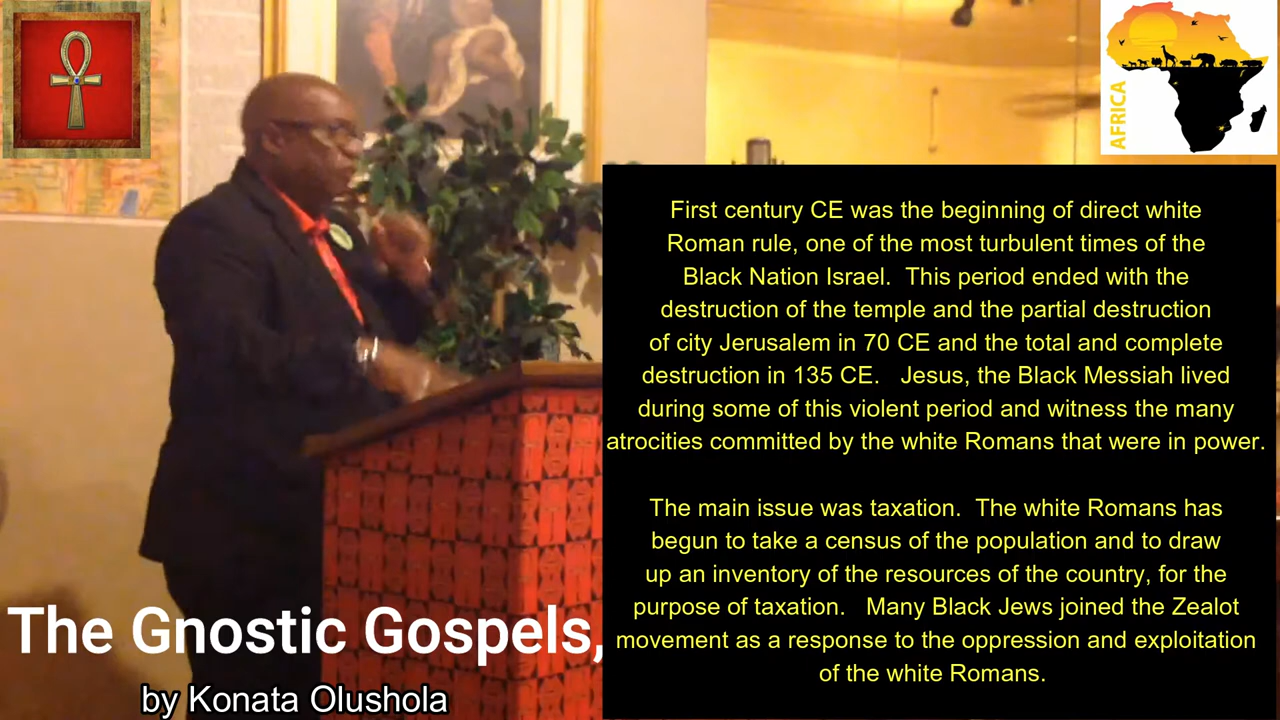 AFRICA
First century CE was the beginning of direct white
Roman rule, one of the most turbulent times of the
Black Nation Israel.  This period ended with the
destruction of the temple and the partial destruction
of city Jerusalem in 70 CE and the total and complete
destruction in 135 CE.   Jesus, the Black Messiah lived
during some of this violent period and witness the many
atrocities committed by the white Romans that were in power.
The main issue was taxation.  The white Romans has
begun to take a census of the population and to draw
up an inventory of the resources of the country, for the
purpose of taxation.   Many Black Jews joined the Zealot
movement as a response to the oppression and exploitation
of the white Romans.
The Gnostic Gospels,
by Konata Olushola